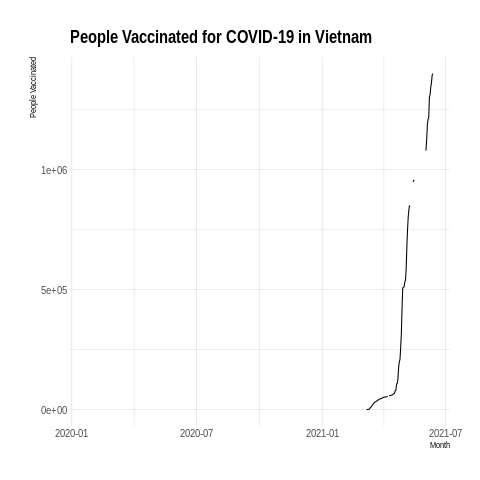 People Vaccinated for COVID-19 in Vietnam
People Vaccinated
1e+06
5e+05
0e+00
2020-01 2020-07 2021-01 2021-07
Month